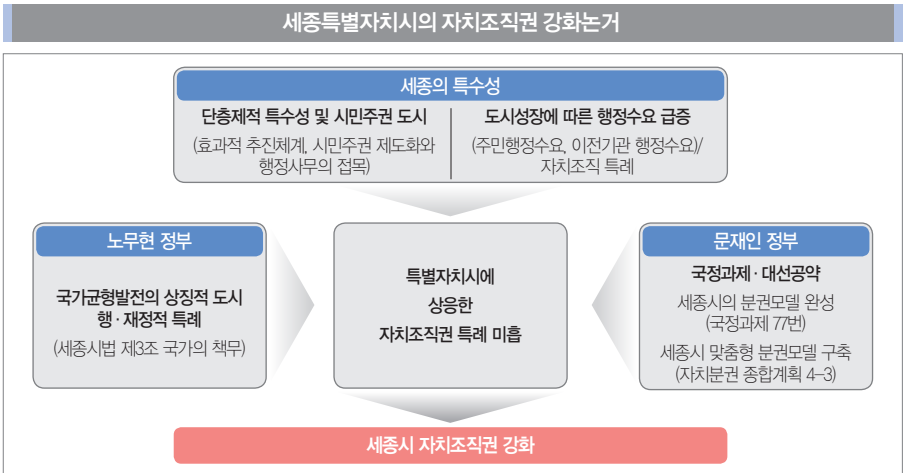 세종특별자치시의 자치조직권 강화논거
세종의 특수성
단층제적 특수성 및 시민주권 도시
(효과적 추진체계, 시민주권 제도화와
행정사무의 접목)
도시성장에 따른 행정수요 급증
(주민행정수요, 이전기관 행정수요)/
자치조직 특례
노무현 정부
국가균형발전의 상징적 도시
행·재정적 특례
(세종시법 제3조 국가의 책무)
특별자치시에
상응한
자치조직권 특례 미흡
문재인 정부
국정과제·대선공약
세종시의 분권모델 완성
(국정과제 77번)
세종시 맞춤형 분권모델 구축
(자치분권 종합계획 4-3)
세종시 자치조직권 강화